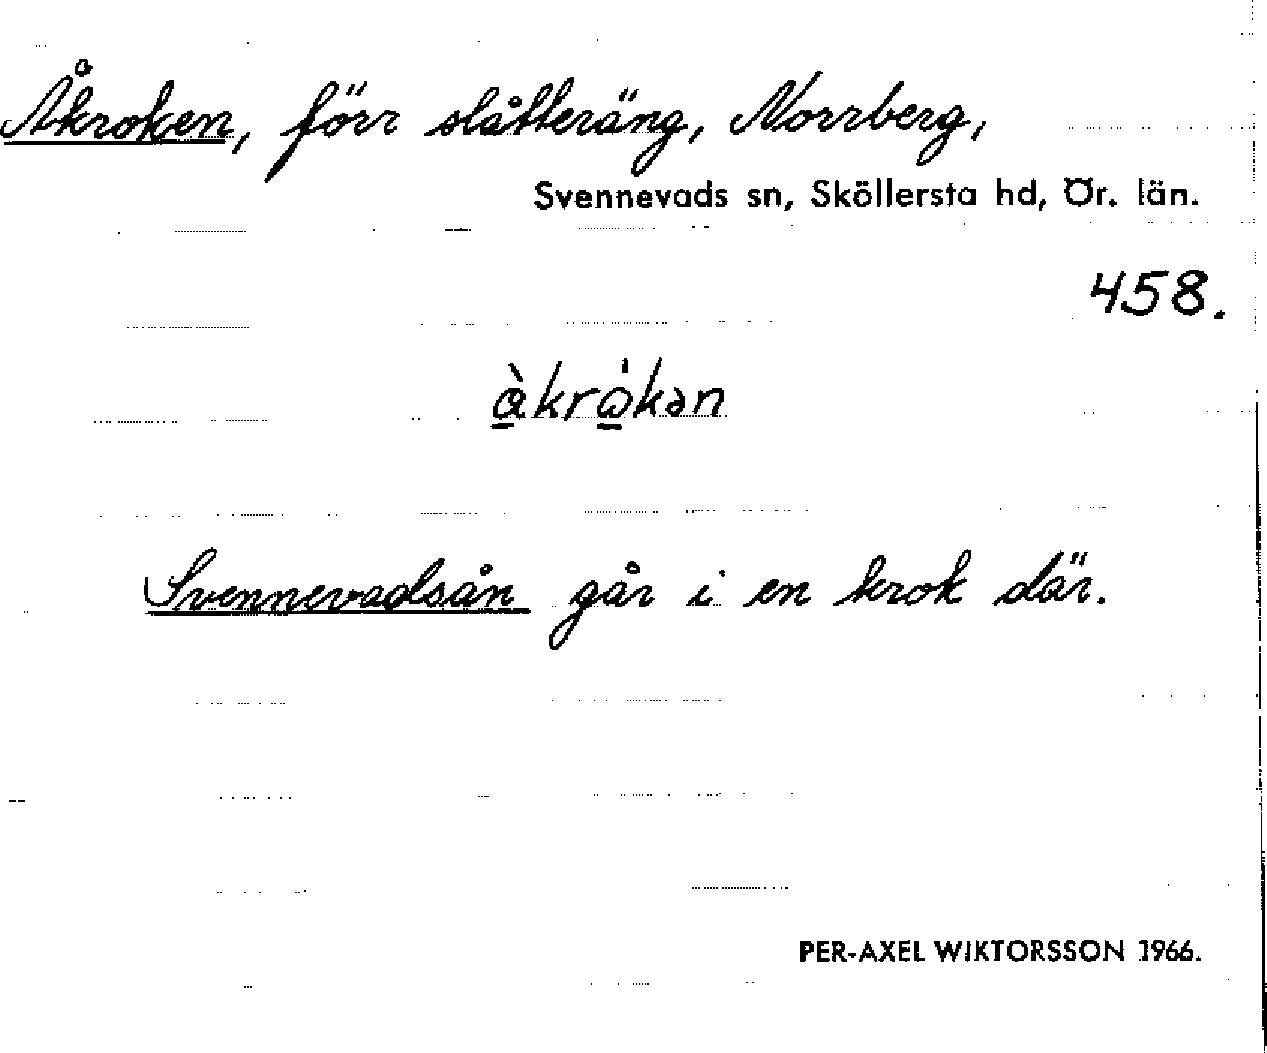 Åkroken, förr slåtteräng, Norrberg,
Svennevads sn, Sköllersta hd, Ör. län.
458.
Svennevadsån går i en krok där.
PER-AXEL WIKTORSSON 1966.